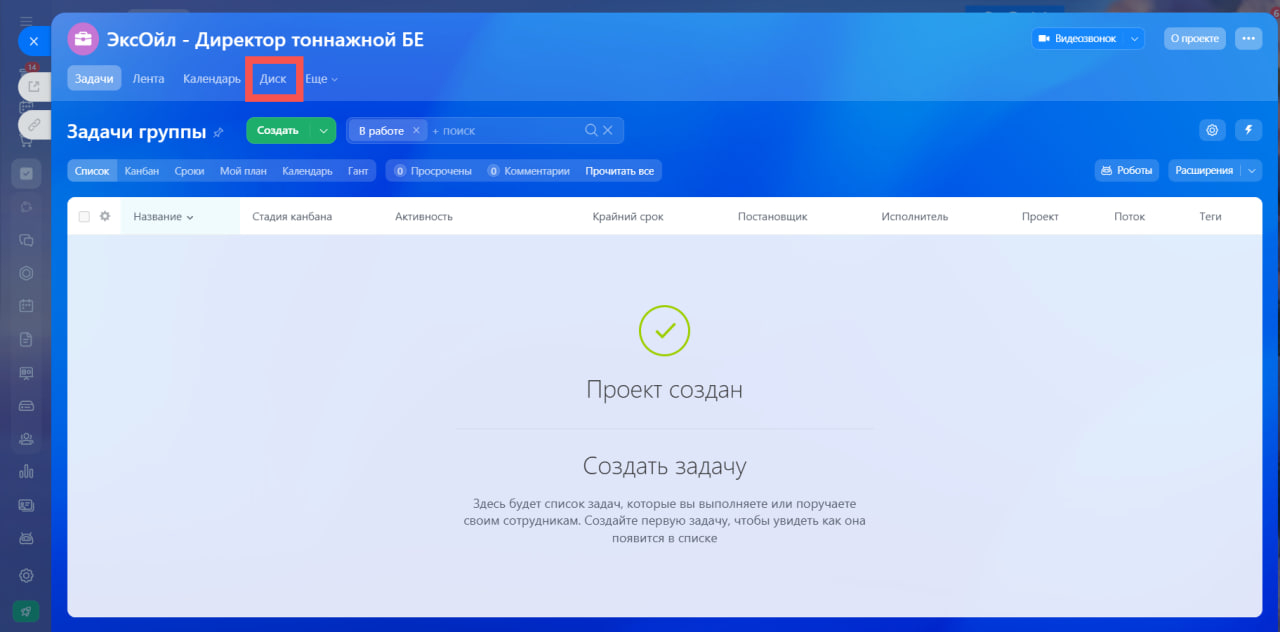 ЭксОйл - Директор тоннажной БЕ
Видеозвонок
О проекте
Задачи
Лента
Календарь
Диск
Еще
14
Задачи группы
Создать
В работе
+ поиск
Список
Канбан
Сроки
Мой план
Календарь
Гант
0 Просрочены
0 Комментарии
Прочитать все
Роботы
Расширения
Название
Стадия канбана
Активность
Крайний срок
Постановщик
Исполнитель
Проект
Поток
Теги
Проект создан
Создать задачу
Здесь будет список задач, которые вы выполняете или поручаете
своим сотрудникам. Создайте первую задачу, чтобы увидеть как она
появится в списке